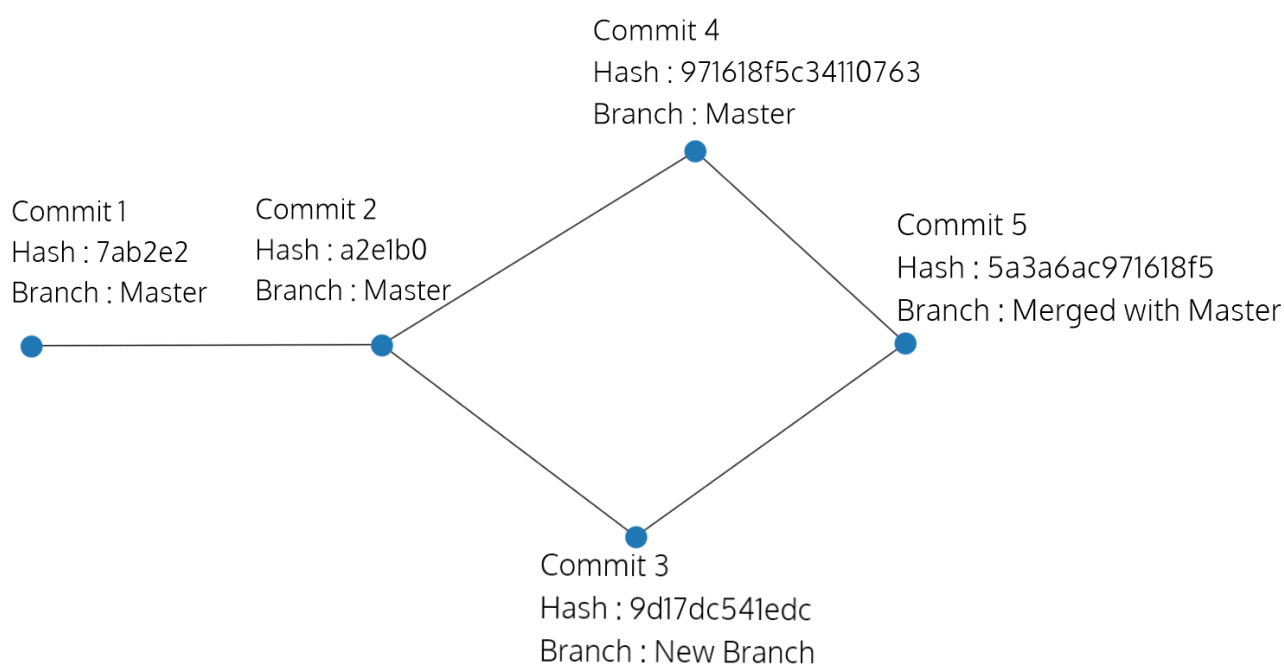 Commit 1
Hash : 7ab2e2
Branch : Master
Commit 2
Hash : a2e1b0
Branch : Master
Commit 4
Hash : 971618f5c34110763
Branch : Master
Commit 5
Hash : 5a3a6ac971618f5
Branch : Merged with Master
Commit 3
Hash : 9d17dc541edc
Branch : New Branch